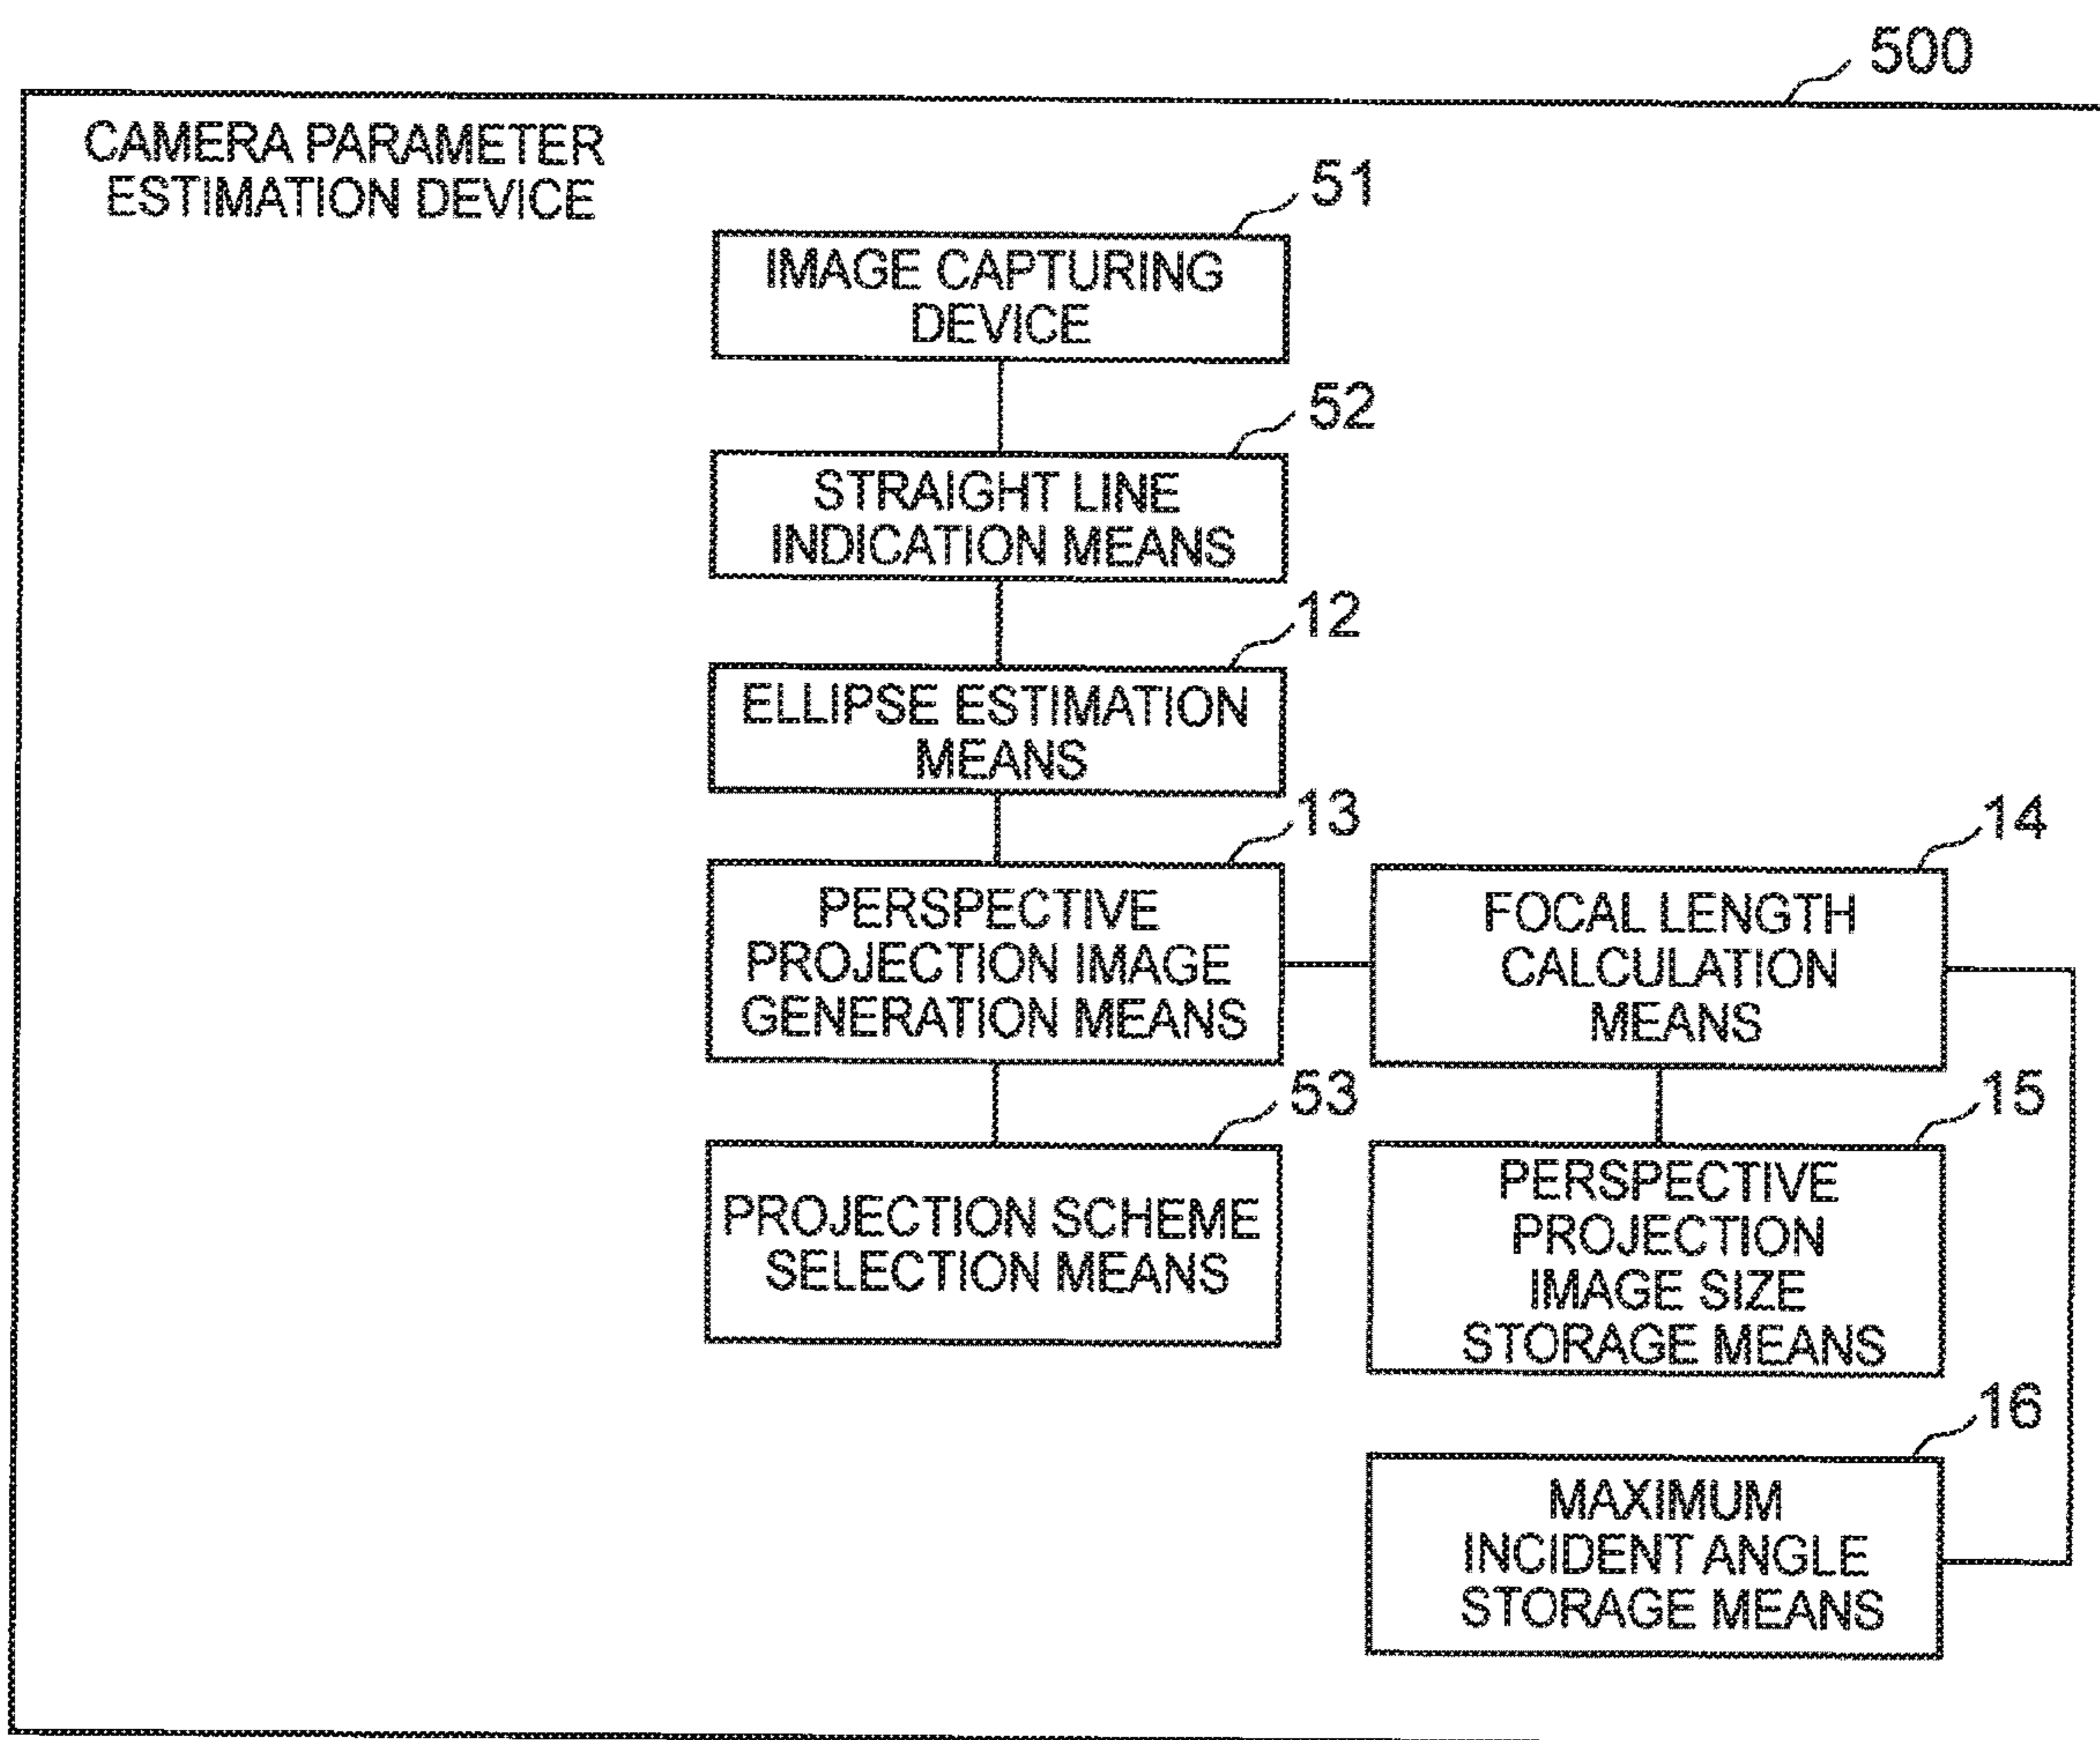 500
CAMERA PARAMETER
ESTIMATION DEVICE
51
IMAGE CAPTURING
DEVICE
52
STRAIGHT LINE
INDICATION MEANS
12
ELLIPSE ESTIMATION
MEANS
13
PERSPECTIVE
PROJECTION IMAGE
GENERATION MEANS
14
FOCAL LENGTH
CALCULATION
MEANS
53
PROJECTION SCHEME
SELECTION MEANS
15
PERSPECTIVE
PROJECTION
IMAGE SIZE
STORAGE MEANS
16
MAXIMUM
INCIDENT ANGLE
STORAGE MEANS